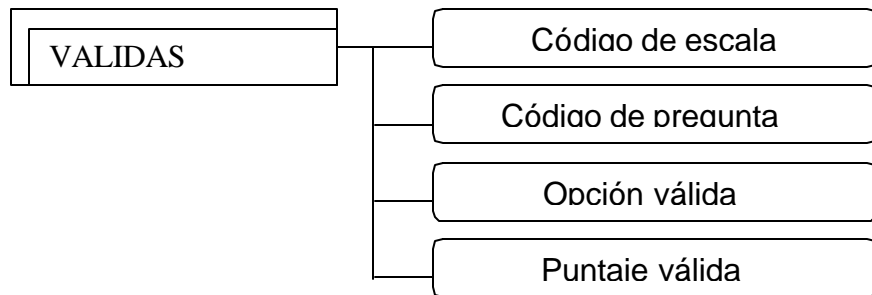 VALIDAS
Código de escala
Código de pregunta
Opción válida
Puntaje válida